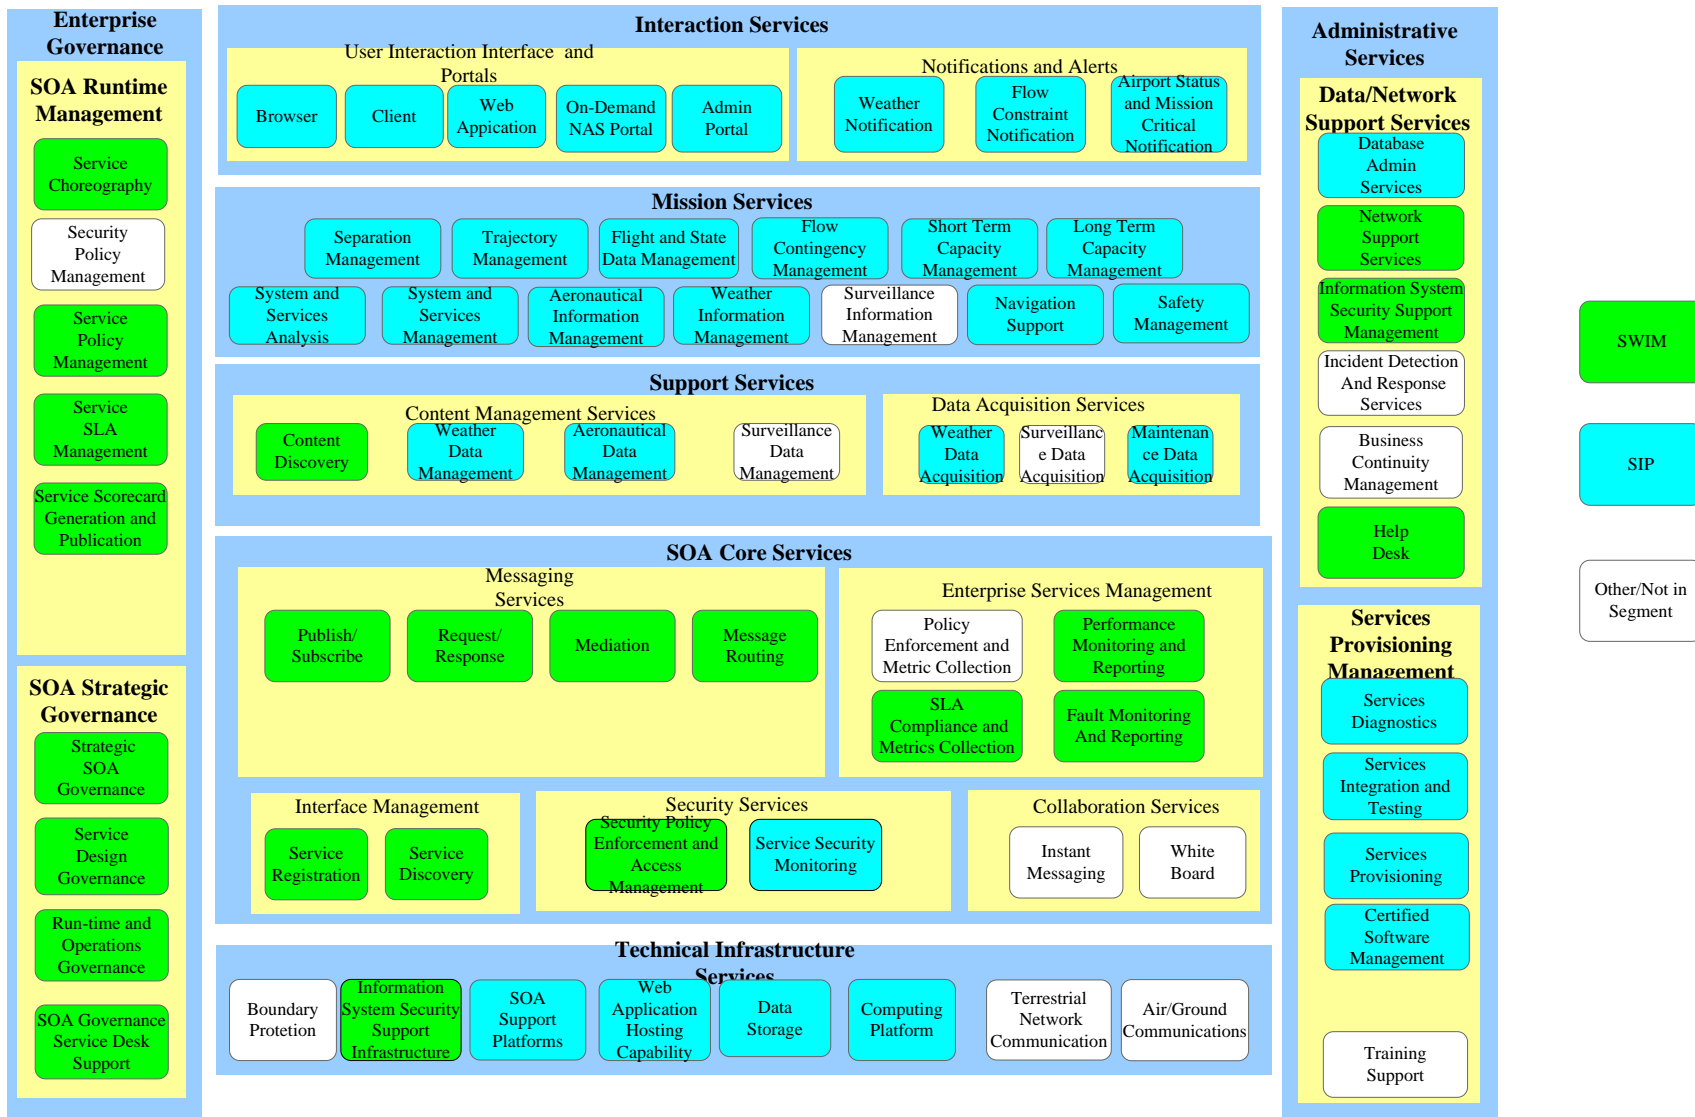 Enterprise
Governance
SOA Runtime
Management
Service
Choreography
Security
Policy
Management
Service
Policy
Management
Service
SLA
Management
Service Scorecard
Generation and
Publication
SOA Strategic
Governance
Strategic
SOA
Governance
Service
Design
Governance
Run-time and
Operations
Governance
SOA Governance
Service Desk
Support
Interaction Services
User Interaction Interface and
Portals
Browser
Client
Web
Appication
On-Demand
NAS Portal
Admin
Portal
Notifications and Alerts
Weather
Notification
Flow
Constraint
Notification
Airport Status
and Mission
Critical
Notification
Mission Services
Separation
Management
Trajectory
Management
Flight and State
Data Management
Flow
Contingency
Management
Short Term
Capacity
Management
Long Term
Capacity
Management
System and
Services
Analysis
System and
Services
Management
Aeronautical
Information
Management
Weather
Information
Management
Surveillance
Information
Management
Navigation
Support
Safety
Management
Support Services
Content Management Services
Content
Discovery
Weather
Data
Management
Aeronautical
Data
Management
Surveillance
Data
Management
Data Acquisition Services
Weather
Data
Acquisition
Surveillanc
e Data
Acquisition
Maintenan
ce Data
Acquisition
SOA Core Services
Messaging
Services
Publish/
Subscribe
Request/
Response
Mediation
Message
Routing
Enterprise Services Management
Policy
Enforcement and
Metric Collection
Performance
Monitoring and
Reporting
SLA
Compliance and
Metrics Collection
Fault Monitoring
And Reporting
Interface Management
Service
Registration
Service
Discovery
Security Services
Security Policy
Enforcement and
Access
Management
Service Security
Monitoring
Collaboration Services
Instant
Messaging
White
Board
Technical Infrastructure
Services
Boundary
Protetion
Information
System Security
Support
Infrastructure
SOA
Support
Platforms
Web
Application
Hosting
Capability
Data
Storage
Computing
Platform
Terrestrial
Network
Communication
Air/Ground
Communications
Administrative
Services
Data/Network
Support Services
Database
Admin
Services
Network
Support
Services
Information System
Security Support
Management
Incident Detection
And Response
Services
Business
Continuity
Management
Help
Desk
Services
Provisioning
Management
Services
Diagnostics
Services
Integration and
Testing
Services
Provisioning
Certified
Software
Management
Training
Support
SWIM
SIP
Other/Not in
Segment